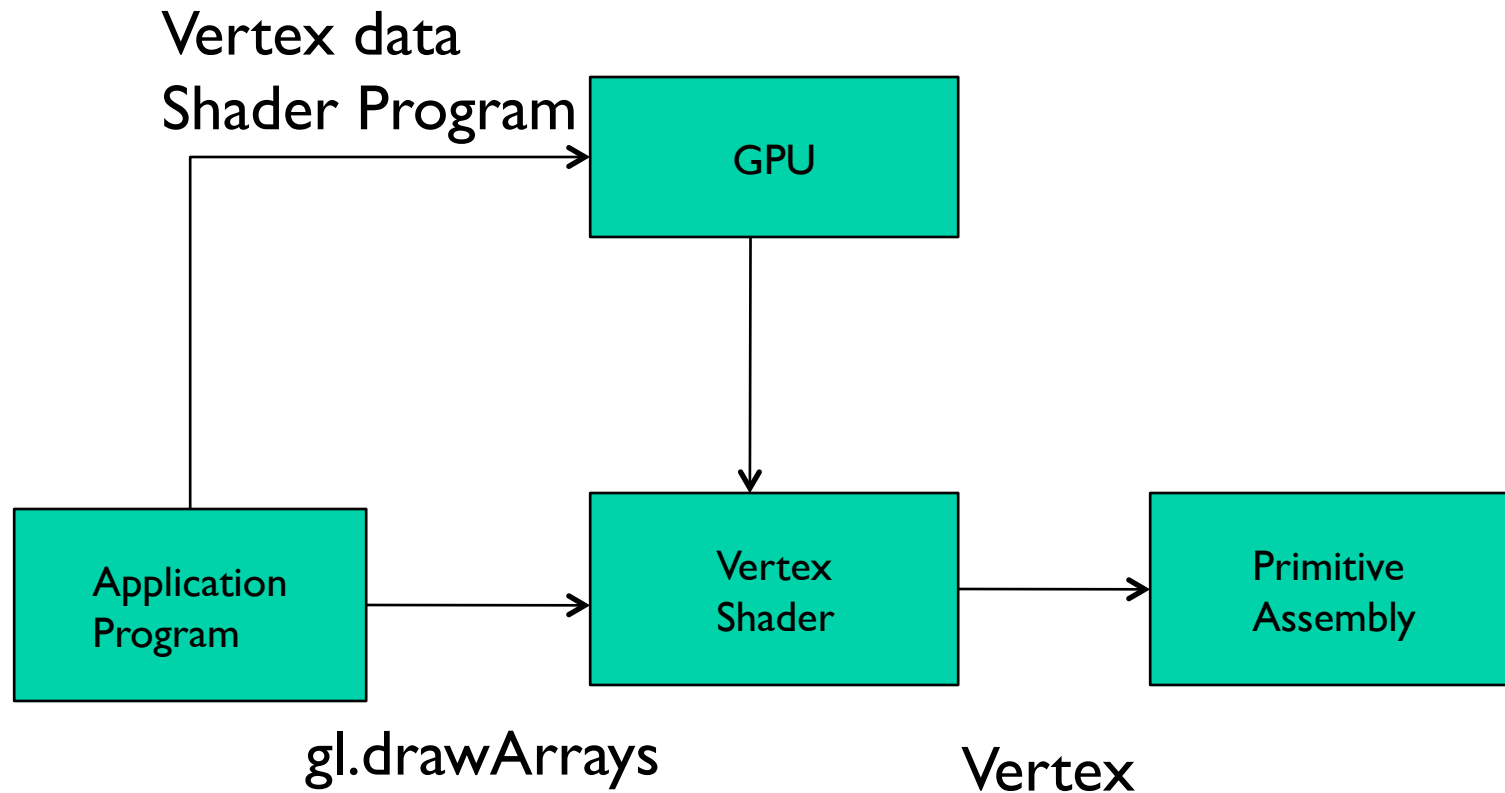 Vertex data
Shader Program
GPU
Application
Program
Vertex
Shader
Primitive
Assembly
gl.drawArrays
Vertex